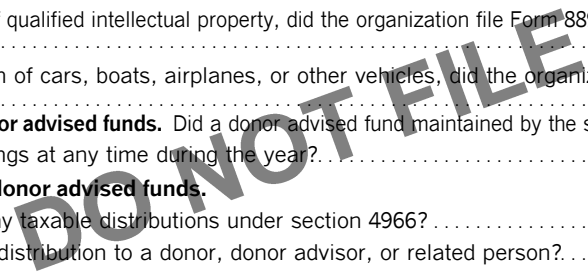 qualified intellectual property, did the organization file Form 889
of cars, boats, airplanes, or other vehicles, did the organiz
or advised funds. Did a donor advised fund maintained by the s
ngs at any time during the year?
donor advised funds.
y taxable distributions under section 4966?
distribution to a donor, donor advisor, or related person?
DO NOT FILE